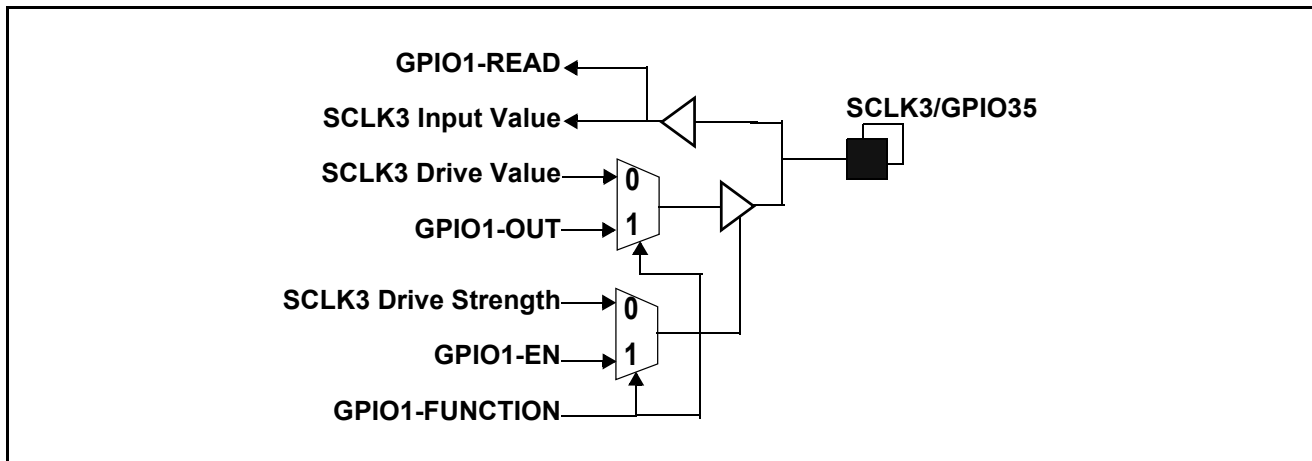 GPIO1-READ
SCLK3/GPIO35
SCLK3 Input Value
SCLK3 Drive Value
0
GPIO1-OUT
1
SCLK3 Drive Strength
0
GPIO1-EN
1
GPIO1-FUNCTION